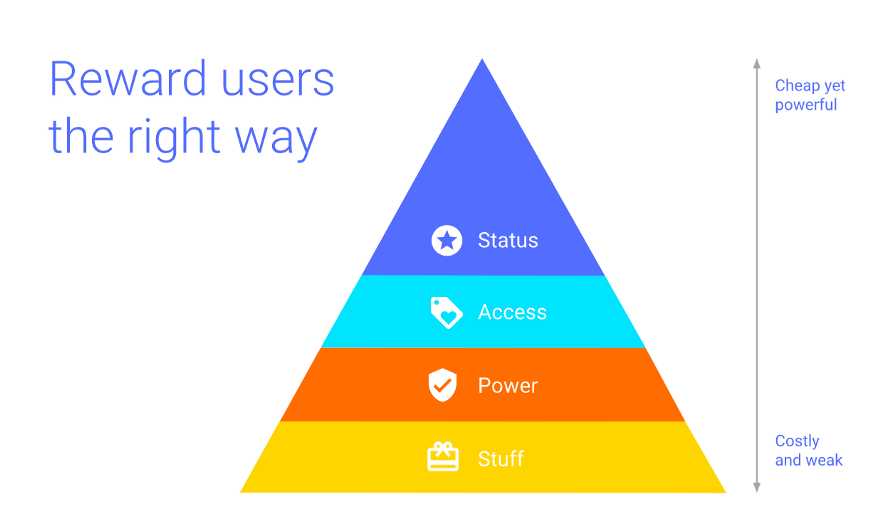 Reward users
the right way
Cheap yet
powerful
Status
Access
Power
Stuff
Costly
and weak